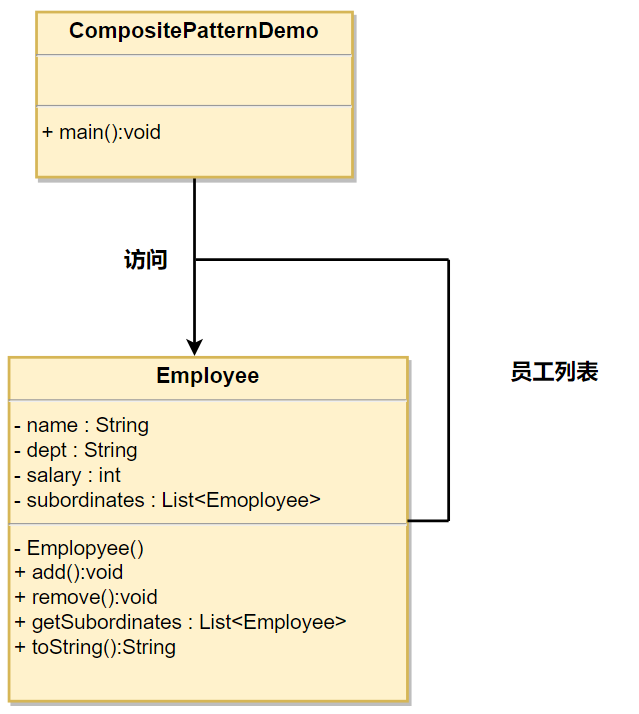 CompositePatternDemo
+ main():void
访问
员工列表
Employee
- name : String
- dept : String
- salary : int
- subordinates : List<Emoployee>
- Emplopyee()
+ add():void
+ remove():void
+ getSubordinates : List<Employee>
+ toString():String